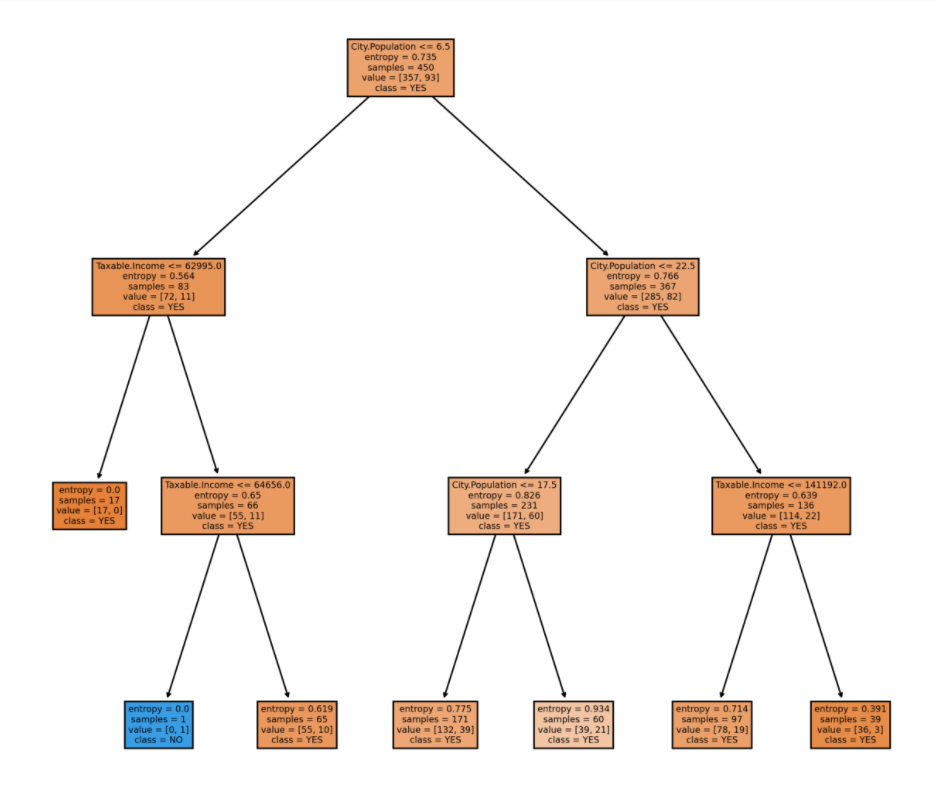 City.Population <= 6.5
entropy = 0.735
samples = 450
value = [357, 93]
class = YES
Taxable.Income <= 62995.0
entropy = 0.564
samples = 83
value = [72, 11]
class = YES
City.Population <= 22.5
entropy = 0.766
samples = 367
value = [285, 82]
class = YES
entropy = 0.0
samples = 17
value = [17, 0]
class = YES
Taxable.Income <= 64656.0
entropy = 0.65
samples = 66
value = [55, 11]
class = YES
City.Population <= 17.5
entropy = 0.826
samples = 231
value = [171, 60]
class = YES
Taxable.Income <= 141192.0
entropy = 0.639
samples = 136
value = [114, 22]
class = YES
entropy = 0.0
samples = 1
value = [0, 1]
class = NO
entropy = 0.619
samples = 65
value = [55, 10]
class = YES
entropy = 0.775
samples = 171
value = [132, 39]
class = YES
entropy = 0.934
samples = 60
value = [39, 21]
class = YES
entropy = 0.714
samples = 97
value = [78, 19]
class = YES
entropy = 0.391
samples = 39
value = [36, 3]
class = YES